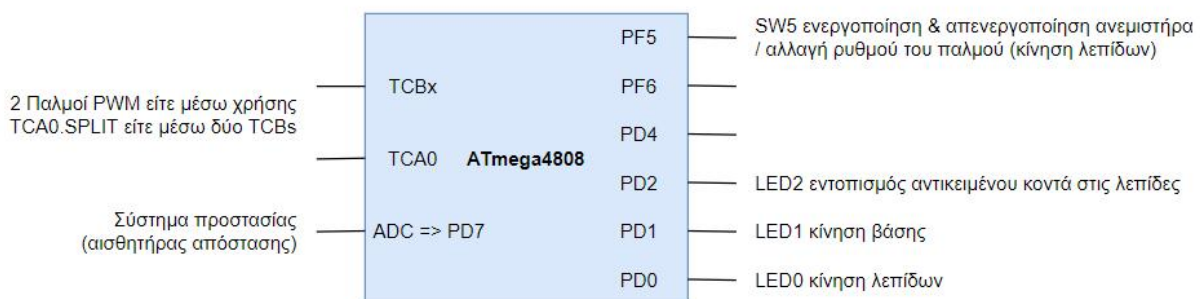 SW5 ενεργοποίηση & απενεργοποίηση ανεμιστήρα
/ αλλαγή ρυθμού του παλμού (κίνηση λεπίδων)
PF5
TCBx
PF6
2 Παλμοί PWM είτε μέσω χρήσης
TCA0.SPLIT είτε μέσω δύο TCBs
PD4
TCA0 ATmega4808
PD2
LED2 εντοπισμός αντικειμένου κοντά στις λεπίδες
Σύστημα προστασίας
(αισθητήρας απόστασης)
ADC => PD7
PD1
LED1 κίνηση βάσης
PD0
LED0 κίνηση λεπίδων